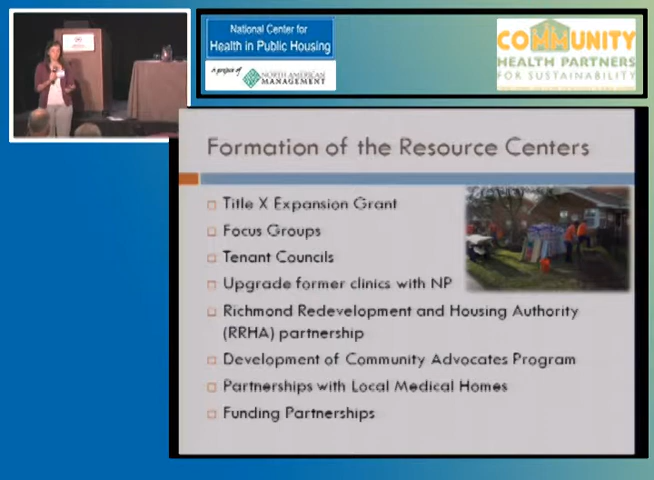 National Center for
Health in Public Housing
a project of
NORTH AMERICAN
MANAGEMENT
COMMUNITY
HEALTH PARTNERS
FOR SUSTAINABILITY
Formation of the Resource Centers
Title X Expansion Grant
Focus Groups
Tenant Councils
Upgrade former clinics with NP
Richmond Redevelopment and Housing Authority
(RRHA) partnership
Development of Community Advocates Program
Partnerships with Local Medical Homes
Funding Partnerships